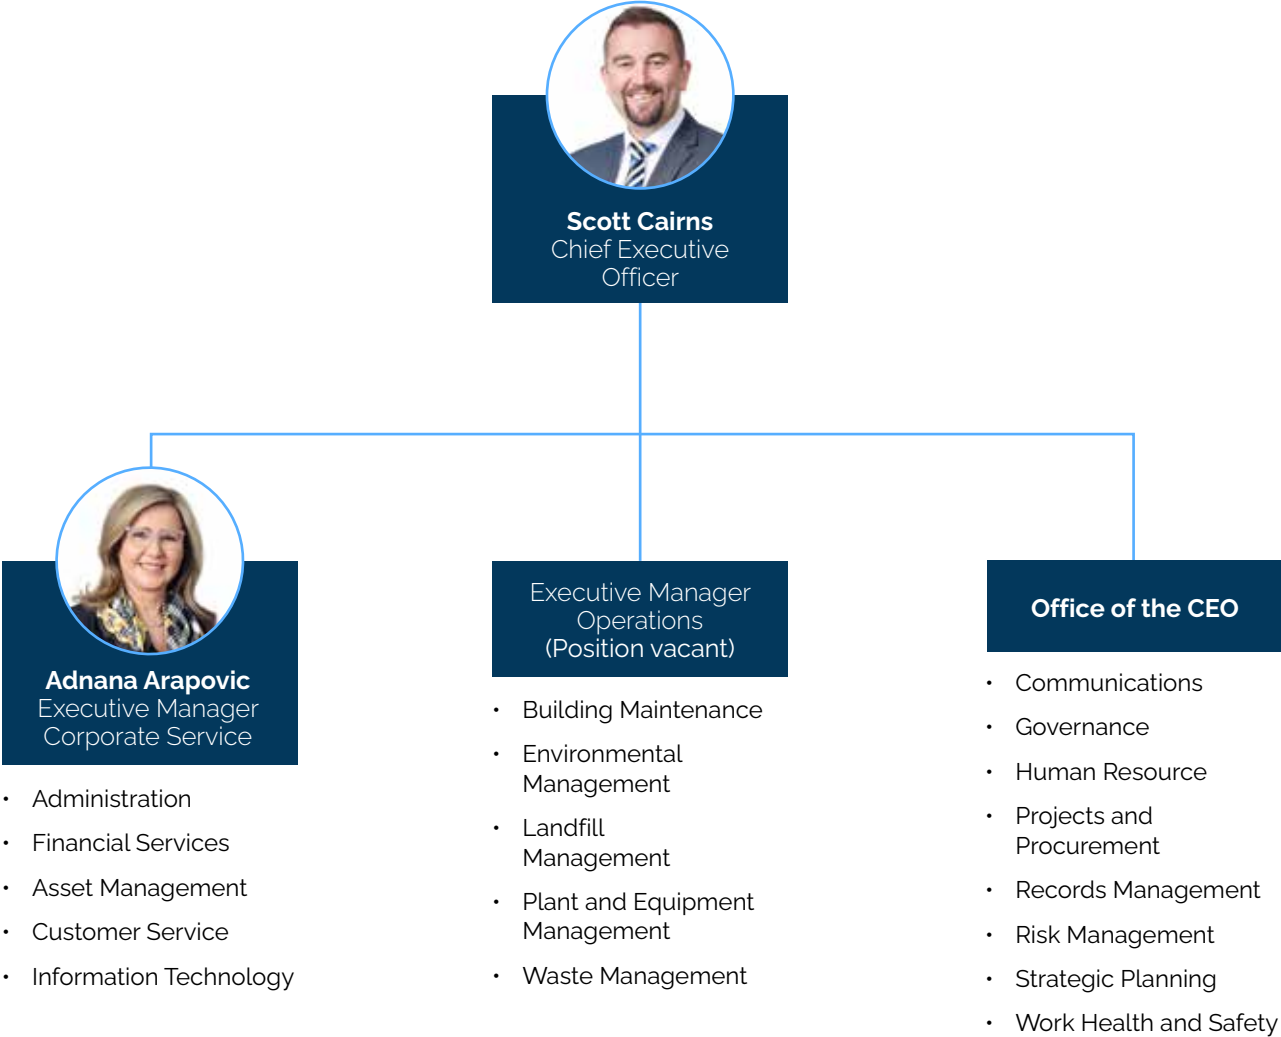 Scott Cairns
Chief Executive
Officer
Adnana Arapovic
Executive Manager
Corporate Service
• Administration
• Financial Services
• Asset Management
• Customer Service
• Information Technology
Executive Manager
Operations
(Position vacant)
• Building Maintenance
• Environmental
Management
• Landfill
Management
• Plant and Equipment
Management
• Waste Management
Office of the CEO
• Communications
• Governance
• Human Resource
• Projects and
Procurement
• Records Management
• Risk Management
• Strategic Planning
• Work Health and Safety